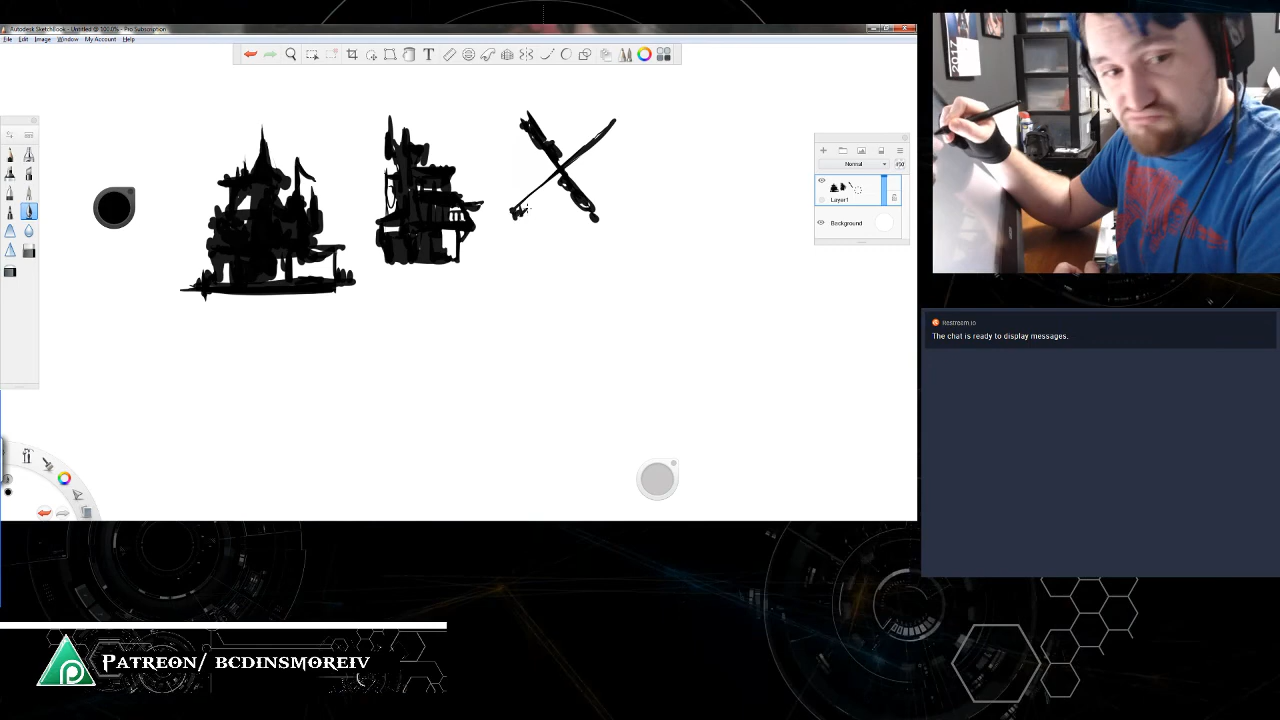 Autodesk SketchBook - Untitled @ 100.0% - Pro Subscription
File Edit Image Window My Account Help
T
Normal
Layer1
Background
2017
Restream.io
The chat is ready to display messages.
Patreon/ bcdinsmoreiv